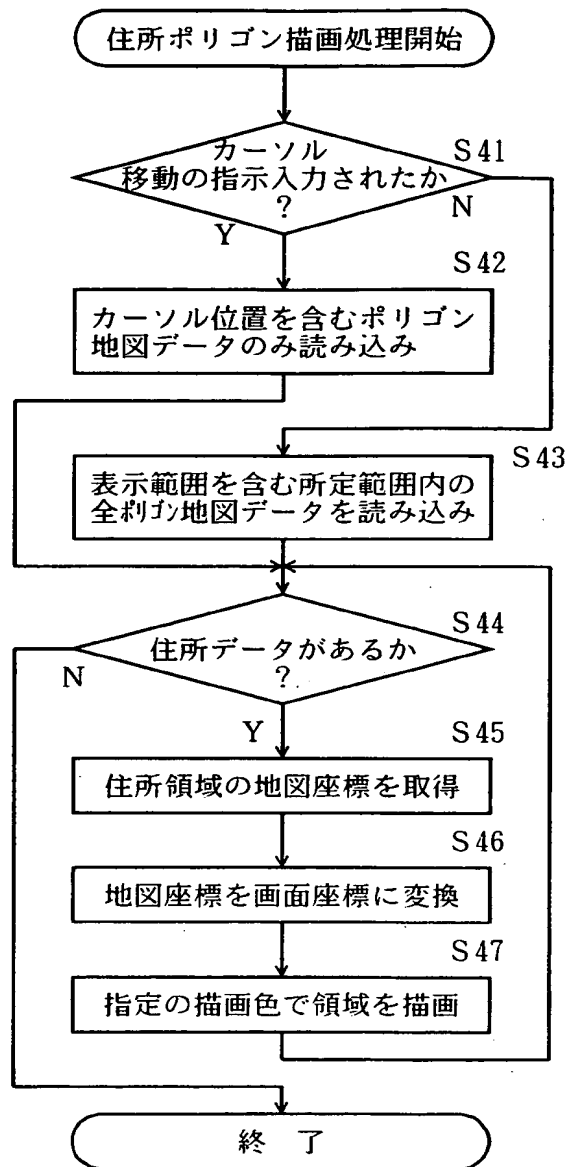 住所ポリゴン描画処理開始
カーソル
移動の指示入力されたか
?
S41
N
Y
S42
カーソル位置を含むポリゴン
地図データのみ読み込み
S43
表示範囲を含む所定範囲内の
全ポリゴン地図データを読み込み
S44
住所データがあるか
?
N
Y
S45
住所領域の地図座標を取得
S46
地図座標を画面座標に変換
S47
指定の描画色で領域を描画
終 了